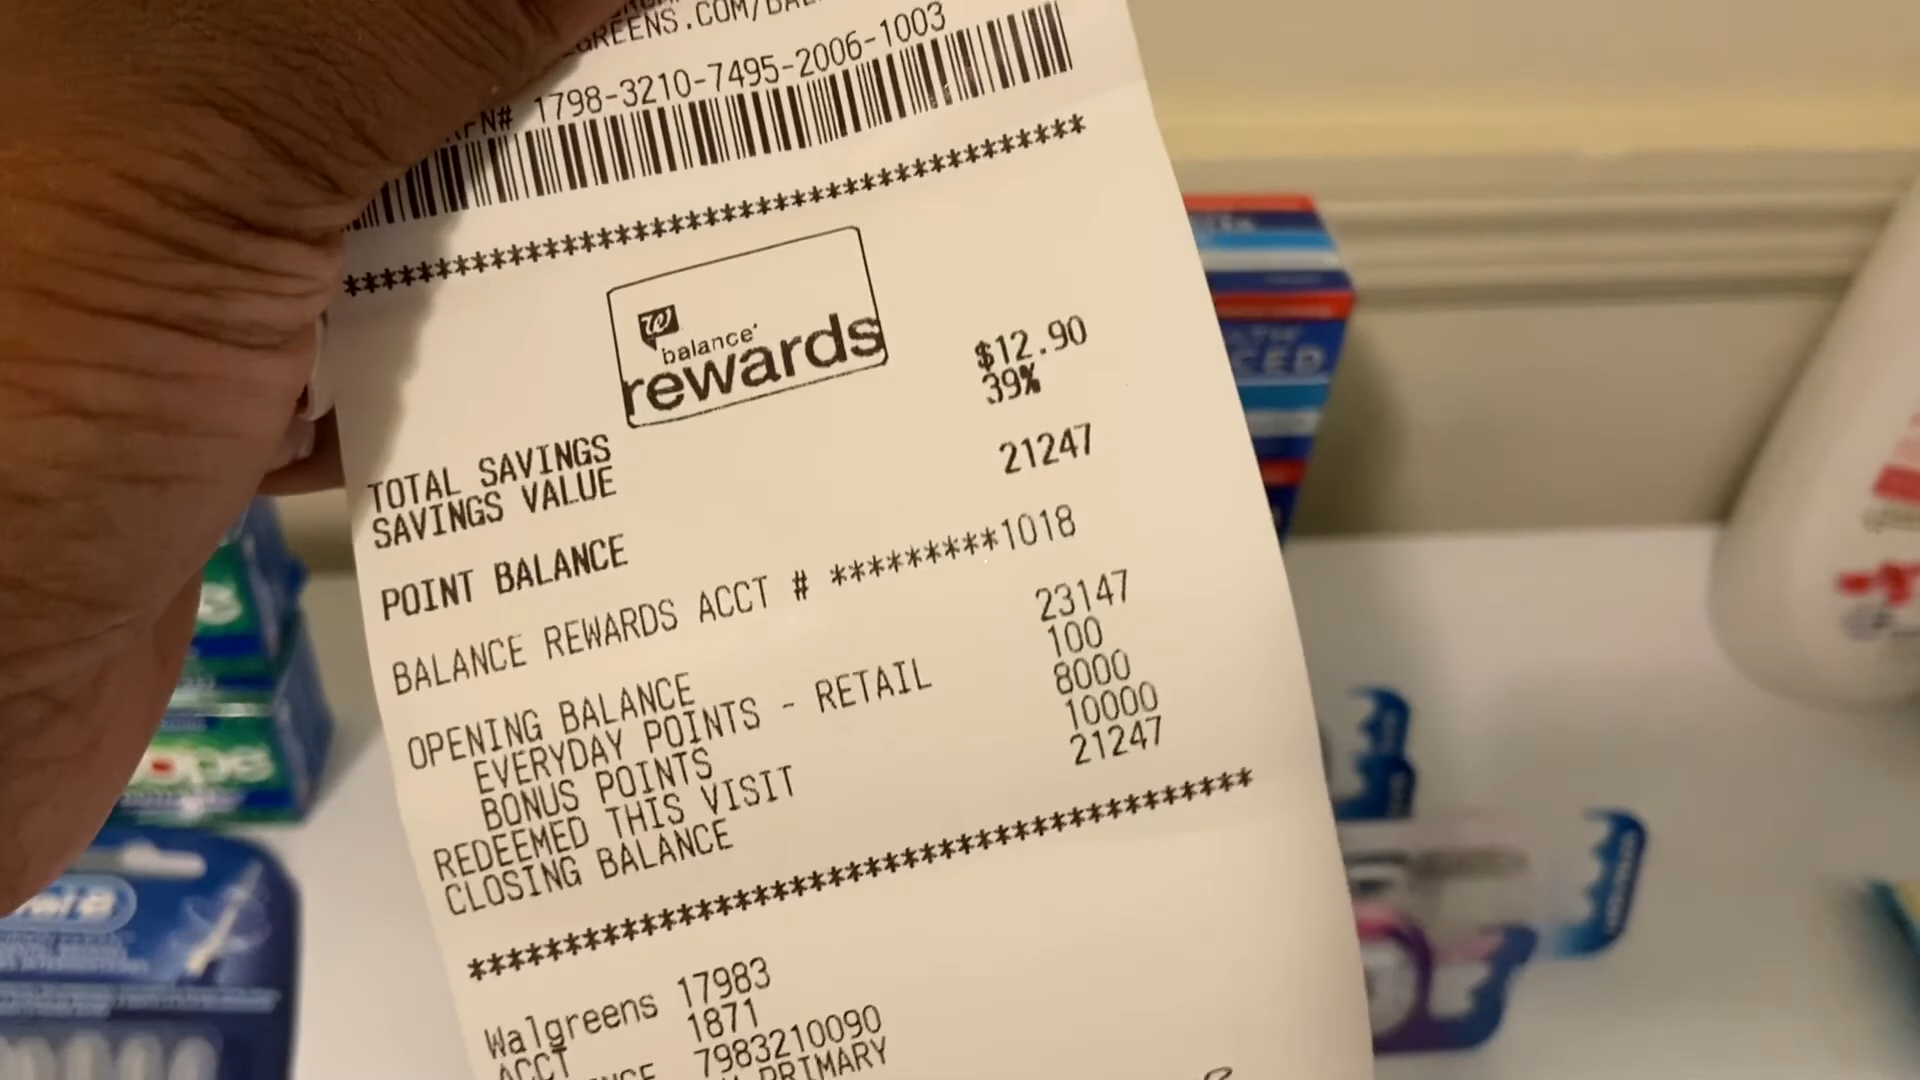 GREENS.COM/BAL
RFN# 1798-3210-7495-2006-1003
****************************************
balance
rewards
TOTAL SAVINGS $12.90
SAVINGS VALUE 39%
POINT BALANCE 21247
BALANCE REWARDS ACCT # *********1018
OPENING BALANCE 23147
EVERYDAY POINTS - RETAIL 100
BONUS POINTS 8000
REDEEMED THIS VISIT 10000
CLOSING BALANCE 21247
****************************************
Walgreens 17983
ACCT 1871
7983210090
PRIMARY